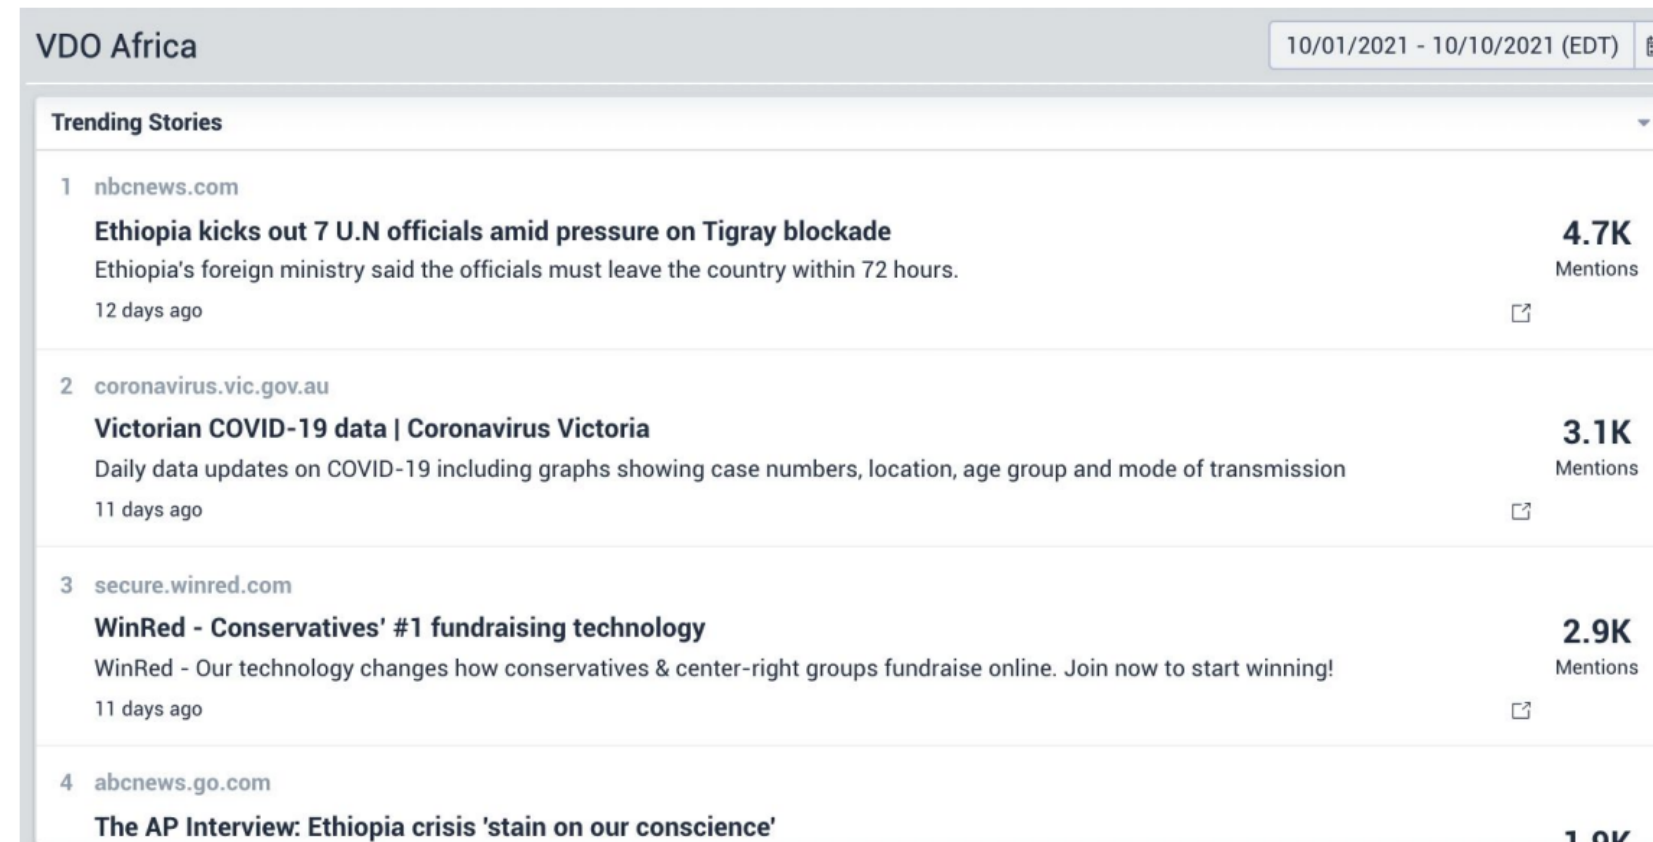 VDO Africa
10/01/2021 - 10/10/2021 (EDT)
Trending Stories
1 nbcnews.com
Ethiopia kicks out 7 U.N officials amid pressure on Tigray blockade
4.7K
Ethiopia's foreign ministry said the officials must leave the country within 72 hours.
Mentions
12 days ago
2 coronavirus.vic.gov.au
Victorian COVID-19 data | Coronavirus Victoria
3.1K
Daily data updates on COVID-19 including graphs showing case numbers, location, age group and mode of transmission
Mentions
11 days ago
3 secure.winred.com
WinRed - Conservatives' #1 fundraising technology
2.9K
WinRed - Our technology changes how conservatives & center-right groups fundraise online. Join now to start winning!
Mentions
11 days ago
4 abcnews.go.com
The AP Interview: Ethiopia crisis 'stain on our conscience'
1.9K